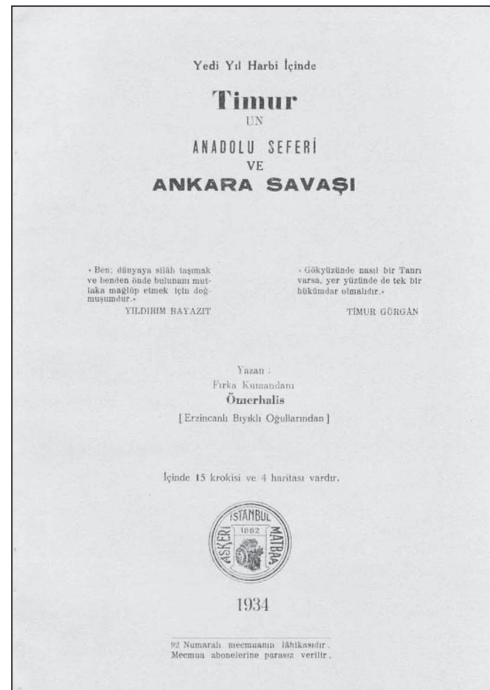 Yedi Yıl Harbi İçinde
Timur
UN
ANADOLU SEFERİ
VE
ANKARA SAVAŞI
« Ben; dünyaya silâh taşımak
ve benden önde bulunanı mut-
laka mağlûp etmek için doğ-
muşumdur.»
YILDIRIM BAYAZIT
« Gökyüzünde nasıl bir Tanrı
varsa, yer yüzünde de tek bir
hükümdar olmalıdır.»
TİMUR GÜRGÂN
Yazan :
Fırka Kumandanı
Ömerhalis
[ Erzincanlı Bıyıklı Oğullarından ]
İçinde 15 krokisi ve 4 haritası vardır.
İSTANBUL
ASKERİ MATBAA
1882
1934
92 Numaralı mecmuanın lâhikasıdır.
Mecmua abonelerine parasız verilir.